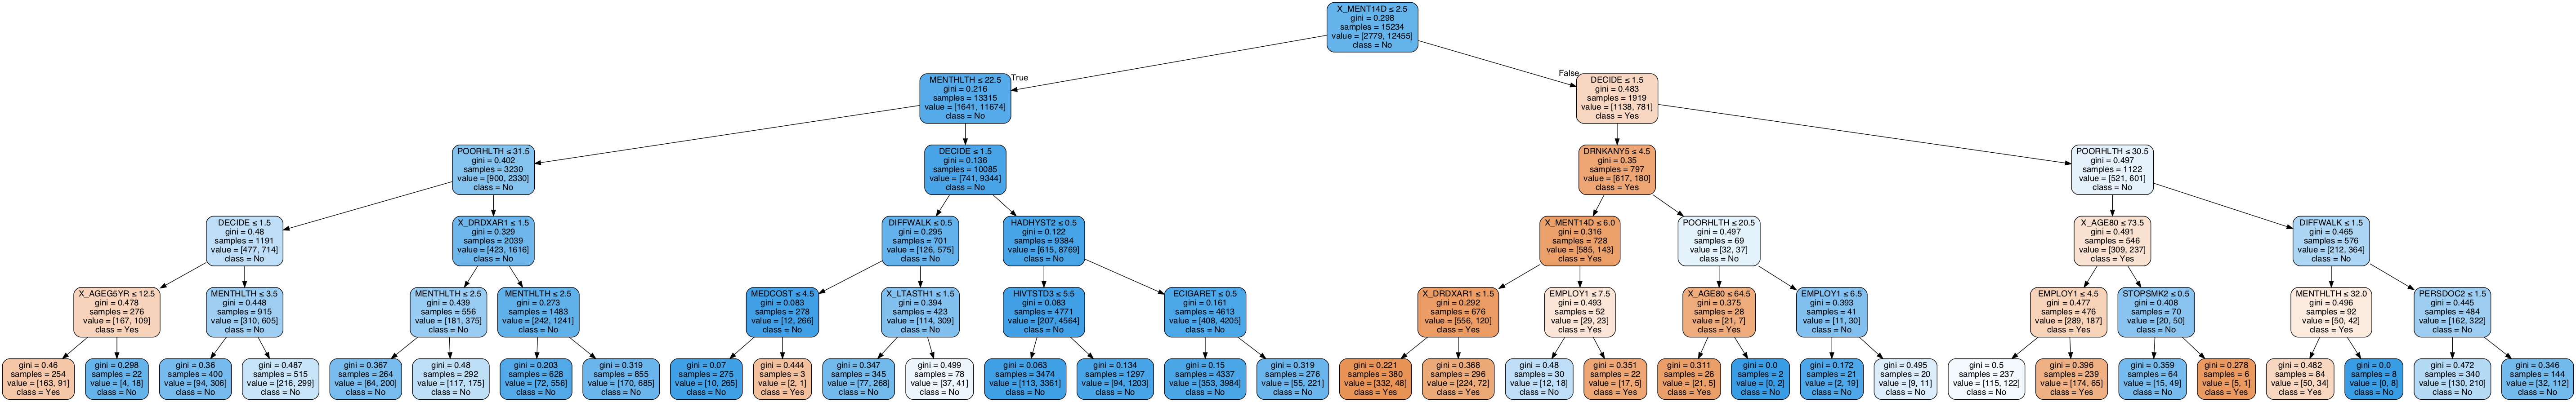 X_MENT14D ≤ 2.5
gini = 0.298
samples = 15234
value = [2779, 12455]
class = No
True
False
MENTHLTH ≤ 22.5
gini = 0.216
samples = 13315
value = [1641, 11674]
class = No
DECIDE ≤ 1.5
gini = 0.483
samples = 1919
value = [1138, 781]
class = Yes
POORHLTH ≤ 31.5
gini = 0.402
samples = 3230
value = [900, 2330]
class = No
DECIDE ≤ 1.5
gini = 0.136
samples = 10085
value = [741, 9344]
class = No
DRNKANY5 ≤ 4.5
gini = 0.35
samples = 797
value = [617, 180]
class = Yes
POORHLTH ≤ 30.5
gini = 0.497
samples = 1122
value = [521, 601]
class = No
DECIDE ≤ 1.5
gini = 0.48
samples = 1191
value = [477, 714]
class = No
X_DRDXAR1 ≤ 1.5
gini = 0.329
samples = 2039
value = [423, 1616]
class = No
DIFFWALK ≤ 0.5
gini = 0.295
samples = 701
value = [126, 575]
class = No
HADHYST2 ≤ 0.5
gini = 0.122
samples = 9384
value = [615, 8769]
class = No
X_MENT14D ≤ 6.0
gini = 0.316
samples = 728
value = [585, 143]
class = Yes
POORHLTH ≤ 20.5
gini = 0.497
samples = 69
value = [32, 37]
class = No
X_AGE80 ≤ 73.5
gini = 0.491
samples = 546
value = [309, 237]
class = Yes
DIFFWALK ≤ 1.5
gini = 0.465
samples = 576
value = [212, 364]
class = No
X_AGEG5YR ≤ 12.5
gini = 0.478
samples = 276
value = [167, 109]
class = Yes
MENTHLTH ≤ 3.5
gini = 0.448
samples = 915
value = [310, 605]
class = No
MENTHLTH ≤ 2.5
gini = 0.439
samples = 556
value = [181, 375]
class = No
MENTHLTH ≤ 2.5
gini = 0.273
samples = 1483
value = [242, 1241]
class = No
MEDCOST ≤ 4.5
gini = 0.083
samples = 278
value = [12, 266]
class = No
X_LTASTH1 ≤ 1.5
gini = 0.394
samples = 423
value = [114, 309]
class = No
HIVTSTD3 ≤ 5.5
gini = 0.083
samples = 4771
value = [207, 4564]
class = No
ECIGARET ≤ 0.5
gini = 0.161
samples = 4613
value = [408, 4205]
class = No
X_DRDXAR1 ≤ 1.5
gini = 0.292
samples = 676
value = [556, 120]
class = Yes
EMPLOY1 ≤ 7.5
gini = 0.493
samples = 52
value = [29, 23]
class = Yes
X_AGE80 ≤ 64.5
gini = 0.375
samples = 28
value = [21, 7]
class = Yes
EMPLOY1 ≤ 6.5
gini = 0.393
samples = 41
value = [11, 30]
class = No
EMPLOY1 ≤ 4.5
gini = 0.477
samples = 476
value = [289, 187]
class = Yes
STOPSMK2 ≤ 0.5
gini = 0.408
samples = 70
value = [20, 50]
class = No
MENTHLTH ≤ 32.0
gini = 0.496
samples = 92
value = [50, 42]
class = Yes
PERSDOC2 ≤ 1.5
gini = 0.445
samples = 484
value = [162, 322]
class = No
gini = 0.46
samples = 254
value = [163, 91]
class = Yes
gini = 0.298
samples = 22
value = [4, 18]
class = No
gini = 0.36
samples = 400
value = [94, 306]
class = No
gini = 0.487
samples = 515
value = [216, 299]
class = No
gini = 0.367
samples = 264
value = [64, 200]
class = No
gini = 0.48
samples = 292
value = [117, 175]
class = No
gini = 0.203
samples = 628
value = [72, 556]
class = No
gini = 0.319
samples = 855
value = [170, 685]
class = No
gini = 0.07
samples = 275
value = [10, 265]
class = No
gini = 0.444
samples = 3
value = [2, 1]
class = Yes
gini = 0.347
samples = 345
value = [77, 268]
class = No
gini = 0.499
samples = 78
value = [37, 41]
class = No
gini = 0.063
samples = 3474
value = [113, 3361]
class = No
gini = 0.134
samples = 1297
value = [94, 1203]
class = No
gini = 0.15
samples = 4337
value = [353, 3984]
class = No
gini = 0.319
samples = 276
value = [55, 221]
class = No
gini = 0.221
samples = 380
value = [332, 48]
class = Yes
gini = 0.368
samples = 296
value = [224, 72]
class = Yes
gini = 0.48
samples = 30
value = [12, 18]
class = No
gini = 0.351
samples = 22
value = [17, 5]
class = Yes
gini = 0.311
samples = 26
value = [21, 5]
class = Yes
gini = 0.0
samples = 2
value = [0, 2]
class = No
gini = 0.172
samples = 21
value = [2, 19]
class = No
gini = 0.495
samples = 20
value = [9, 11]
class = No
gini = 0.5
samples = 237
value = [115, 122]
class = No
gini = 0.396
samples = 239
value = [174, 65]
class = Yes
gini = 0.359
samples = 64
value = [15, 49]
class = No
gini = 0.278
samples = 6
value = [5, 1]
class = Yes
gini = 0.482
samples = 84
value = [50, 34]
class = Yes
gini = 0.0
samples = 8
value = [0, 8]
class = No
gini = 0.472
samples = 340
value = [130, 210]
class = No
gini = 0.346
samples = 144
value = [32, 112]
class = No